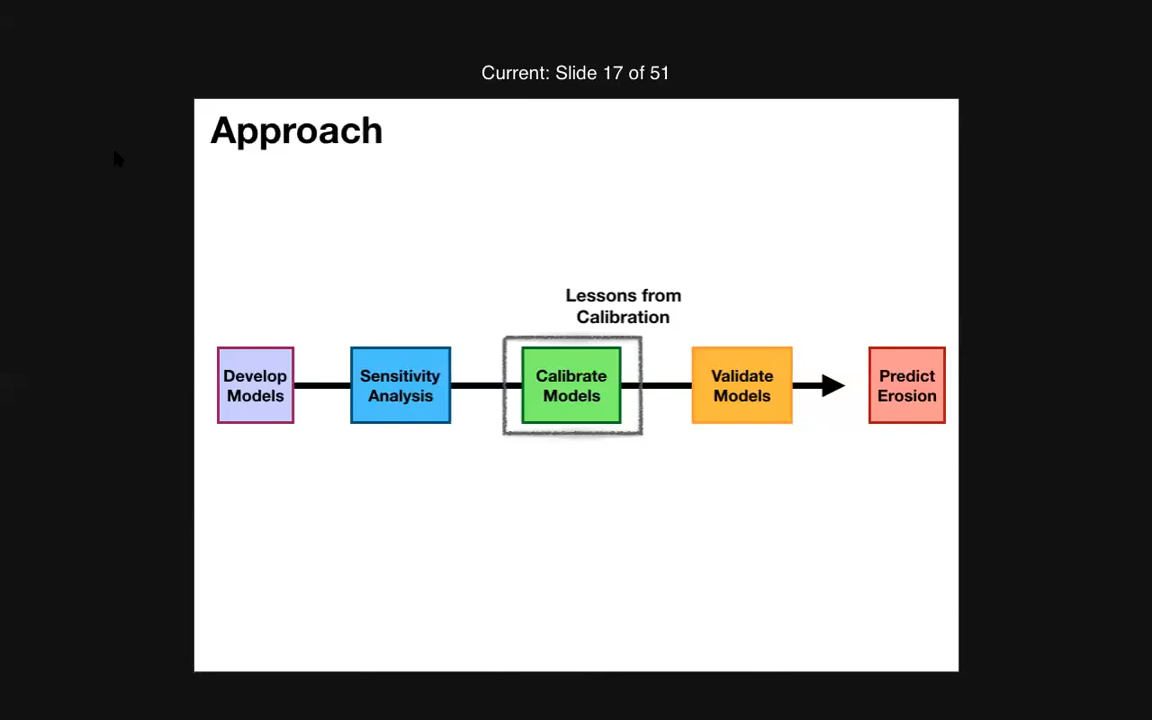 Current: Slide 17 of 51
Approach
Lessons from
Calibration
Develop
Models
Sensitivity
Analysis
Calibrate
Models
Validate
Models
Predict
Erosion